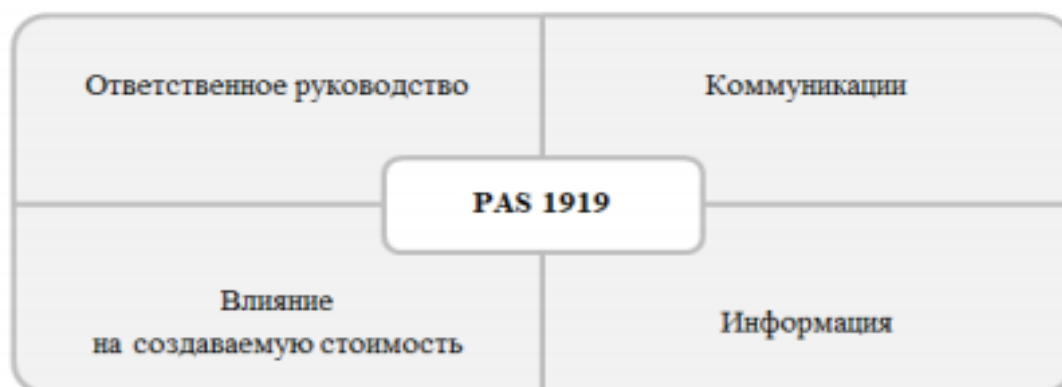 Ответственное руководство
Коммуникации
PAS 1919
Влияние
на создаваемую стоимость
Информация